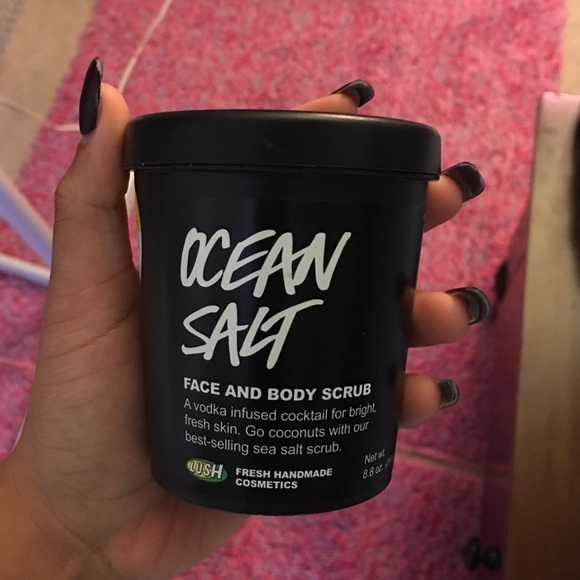 OCEAN
SALT
FACE AND BODY SCRUB
A vodka infused cocktail for bright,
fresh skin. Go coconuts with our
best-selling sea salt scrub.
Net wt.
8.8 oz
LUSH
FRESH HANDMADE
COSMETICS